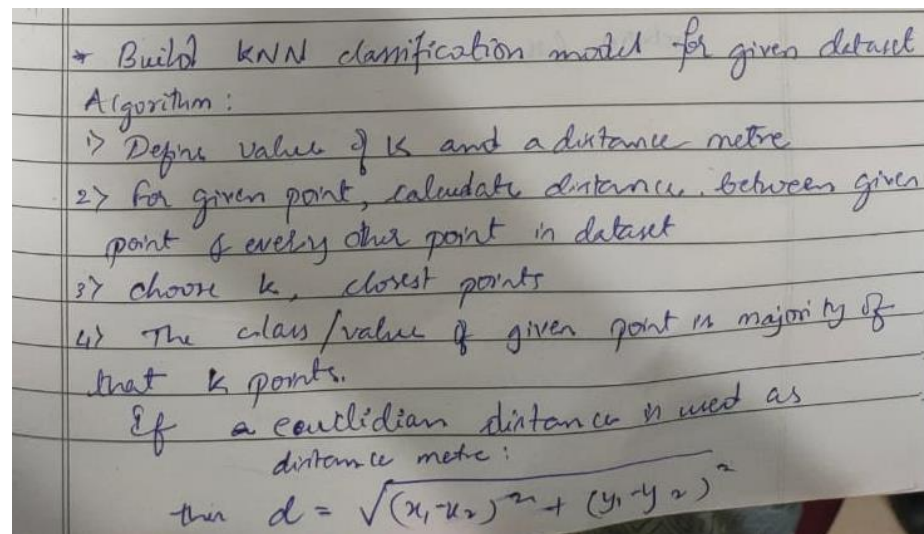 * Build KNN classification model for given dataset
Algorithm:
1> Define value of K and a distance metre
2> For given point, calculate distance, between given
point & every other point in dataset
3> choose k, closest points
4> The class/value of given point is majority of
that K points.
If a eculidian distance is used as
distance metre:
then d = √(x₁-x₂)² + (y₁-y₂)²